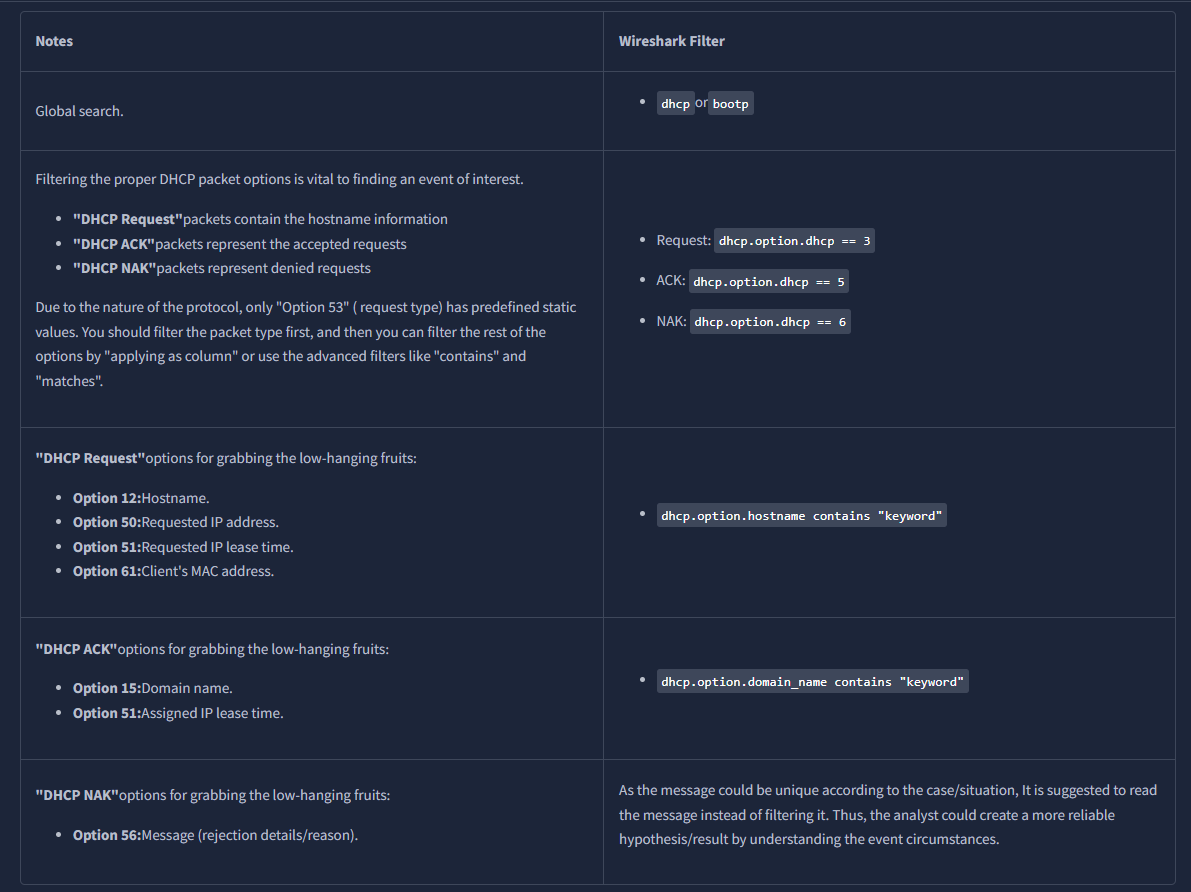 Notes
Wireshark Filter
Global search.
dhcp or bootp
Filtering the proper DHCP packet options is vital to finding an event of interest.
"DHCP Request"packets contain the hostname information
"DHCP ACK"packets represent the accepted requests
"DHCP NAK"packets represent denied requests
Due to the nature of the protocol, only "Option 53" ( request type) has predefined static
values. You should filter the packet type first, and then you can filter the rest of the
options by "applying as column" or use the advanced filters like "contains" and
"matches".
Request: dhcp.option.dhcp == 3
ACK: dhcp.option.dhcp == 5
NAK: dhcp.option.dhcp == 6
"DHCP Request"options for grabbing the low-hanging fruits:
Option 12:Hostname.
Option 50:Requested IP address.
Option 51:Requested IP lease time.
Option 61:Client's MAC address.
dhcp.option.hostname contains "keyword"
"DHCP ACK"options for grabbing the low-hanging fruits:
Option 15:Domain name.
Option 51:Assigned IP lease time.
dhcp.option.domain_name contains "keyword"
"DHCP NAK"options for grabbing the low-hanging fruits:
Option 56:Message (rejection details/reason).
As the message could be unique according to the case/situation, It is suggested to read
the message instead of filtering it. Thus, the analyst could create a more reliable
hypothesis/result by understanding the event circumstances.